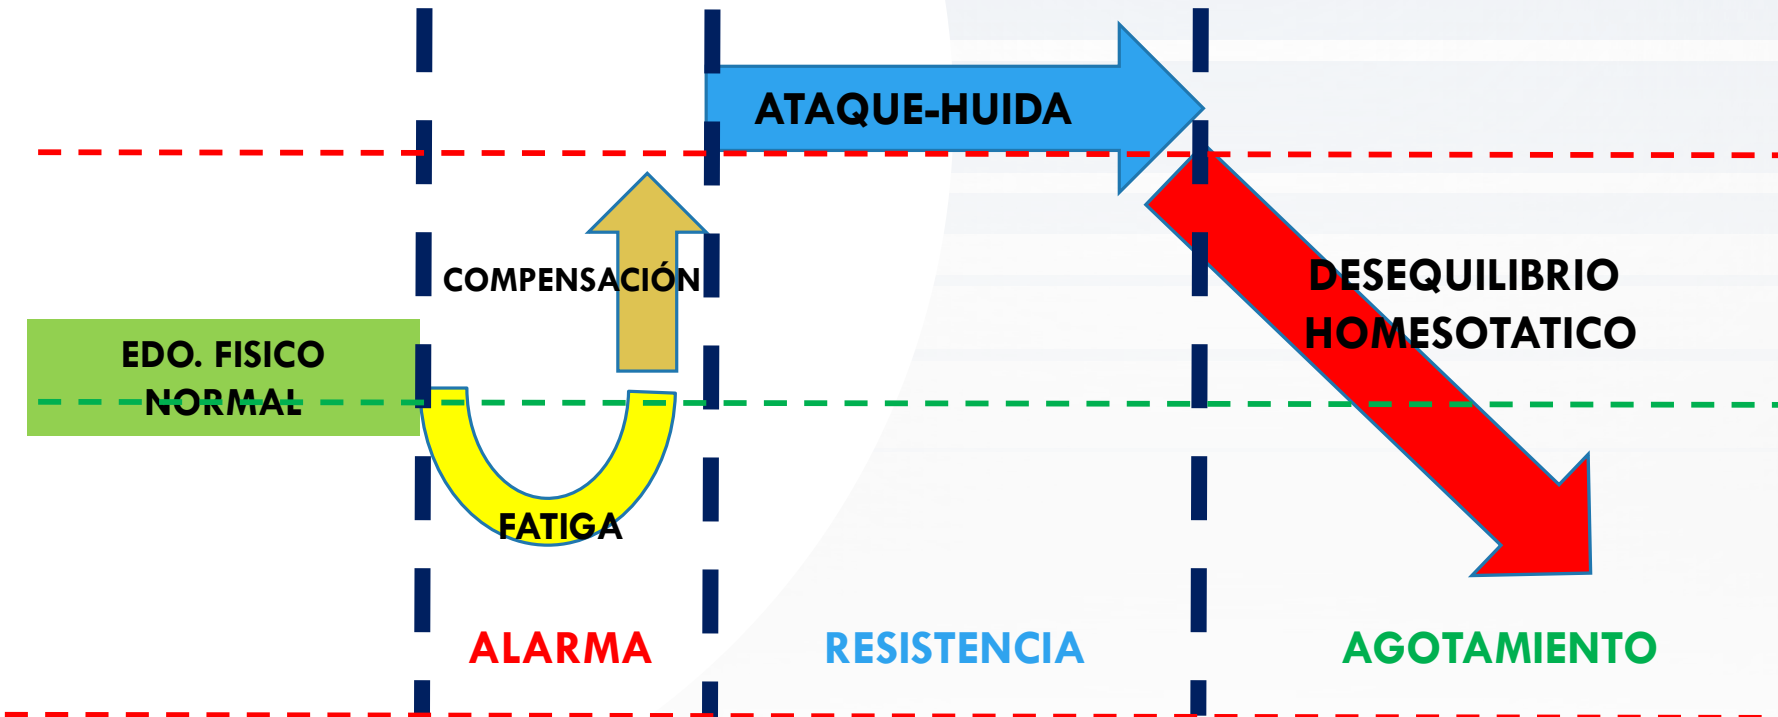 ATAQUE-HUIDA
COMPENSACIÓN
DESEQUILIBRIO
HOMESOTATICO
EDO. FISICO
NORMAL
FATIGA
ALARMA
RESISTENCIA
AGOTAMIENTO